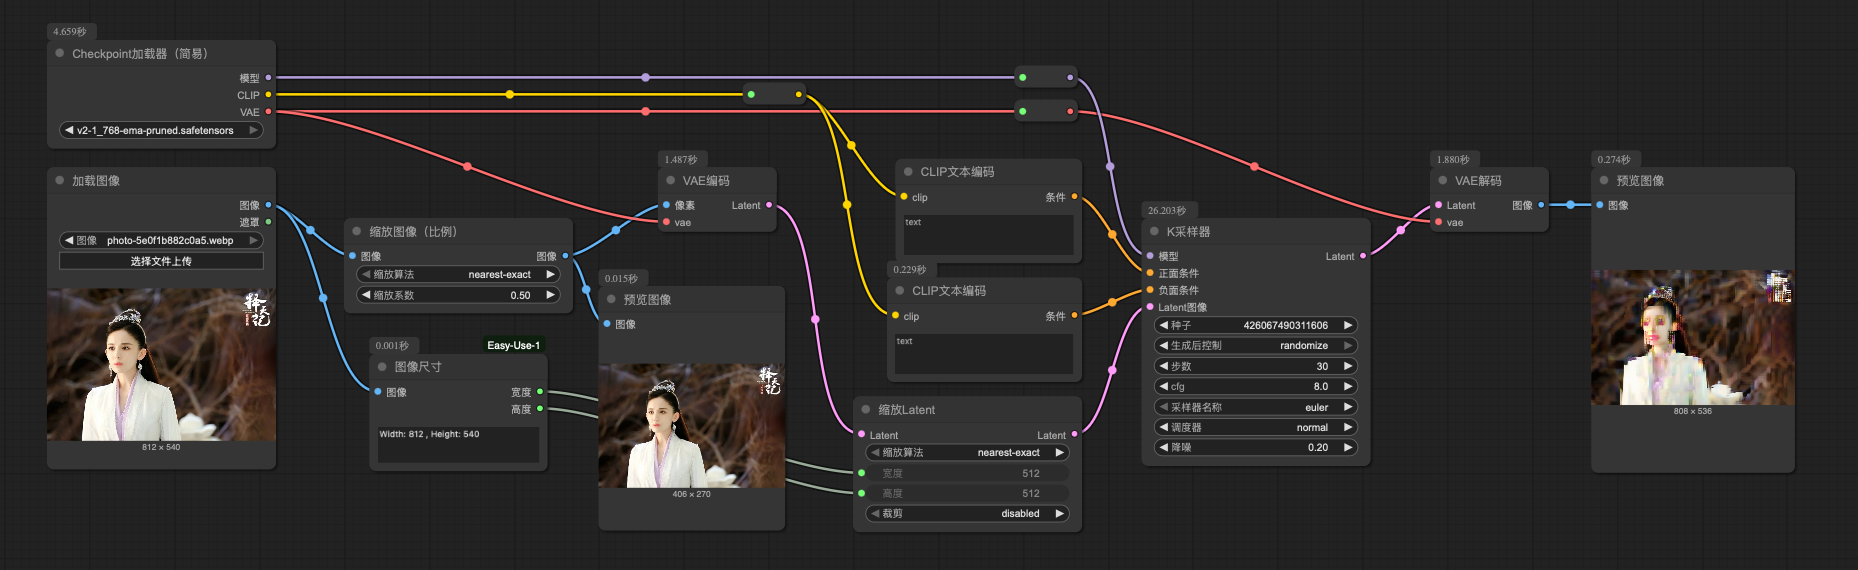 4.659秒
Checkpoint加载器（简易）
模型
CLIP
VAE
v2-1_768-ema-pruned.safetensors
加载图像
图像
遮罩
图像 photo-5e0f1b882c0a5.webp
选择文件上传
择天记
812 × 540
缩放图像（比例）
图像 图像
缩放算法 nearest-exact
缩放系数 0.50
0.001秒
Easy-Use-1
图像尺寸
图像 宽度
高度
Width: 812 , Height: 540
0.015秒
预览图像
图像
择天记
406 × 270
1.487秒
VAE编码
像素 Latent
vae
CLIP文本编码
clip 条件
text
0.229秒
CLIP文本编码
clip 条件
text
缩放Latent
Latent Latent
缩放算法 nearest-exact
宽度 512
高度 512
裁剪 disabled
26.203秒
K采样器
模型 Latent
正面条件
负面条件
Latent图像
种子 426067490311606
生成后控制 randomize
步数 30
cfg 8.0
采样器名称 euler
调度器 normal
降噪 0.20
1.880秒
VAE解码
Latent 图像
vae
0.274秒
预览图像
图像
808 × 536